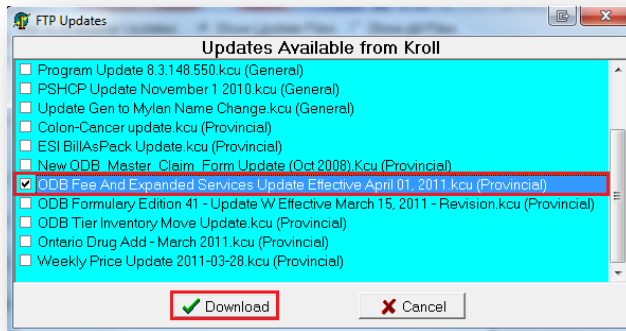 FTP Updates
Updates Available from Kroll
Program Update 8.3.148.550.kcu (General)
PSHCP Update November 1 2010.kcu (General)
Update Gen to Mylan Name Change.kcu (General)
Colon-Cancer update.kcu (Provincial)
ESI BillAsPack Update.kcu (Provincial)
New ODB Master Claim Form Update (Oct 2008).Kcu (Provincial)
ODB Fee And Expanded Services Update Effective April 01, 2011.kcu (Provincial)
ODB Formulary Edition 41 - Update W Effective March 15, 2011 - Revision.kcu (Provincial)
ODB Tier Inventory Move Update.kcu (Provincial)
Ontario Drug Add - March 2011.kcu (Provincial)
Weekly Price Update 2011-03-28.kcu (Provincial)
Download Cancel